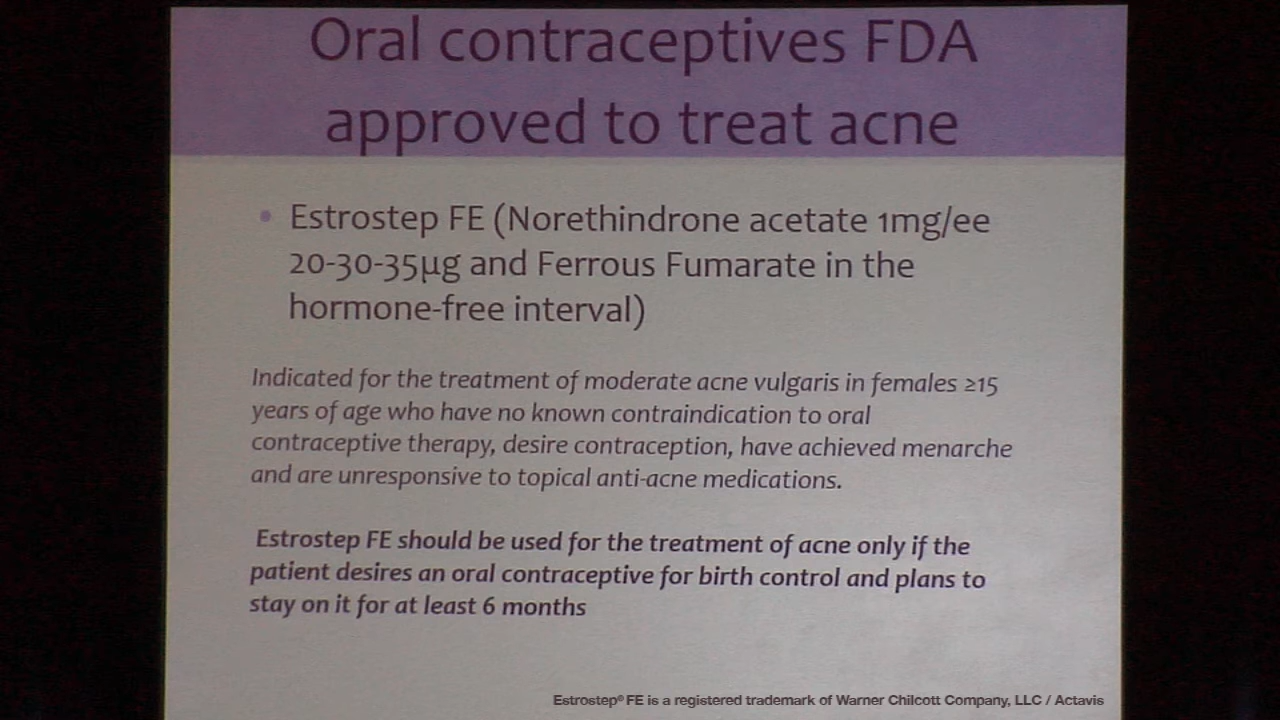 Oral contraceptives FDA
approved to treat acne
• Estrostep FE (Norethindrone acetate 1mg/ee
20-30-35µg and Ferrous Fumarate in the
hormone-free interval)
Indicated for the treatment of moderate acne vulgaris in females ≥15
years of age who have no known contraindication to oral
contraceptive therapy, desire contraception, have achieved menarche
and are unresponsive to topical anti-acne medications.
Estrostep FE should be used for the treatment of acne only if the
patient desires an oral contraceptive for birth control and plans to
stay on it for at least 6 months
Estrostep® FE is a registered trademark of Warner Chilcott Company, LLC / Actavis